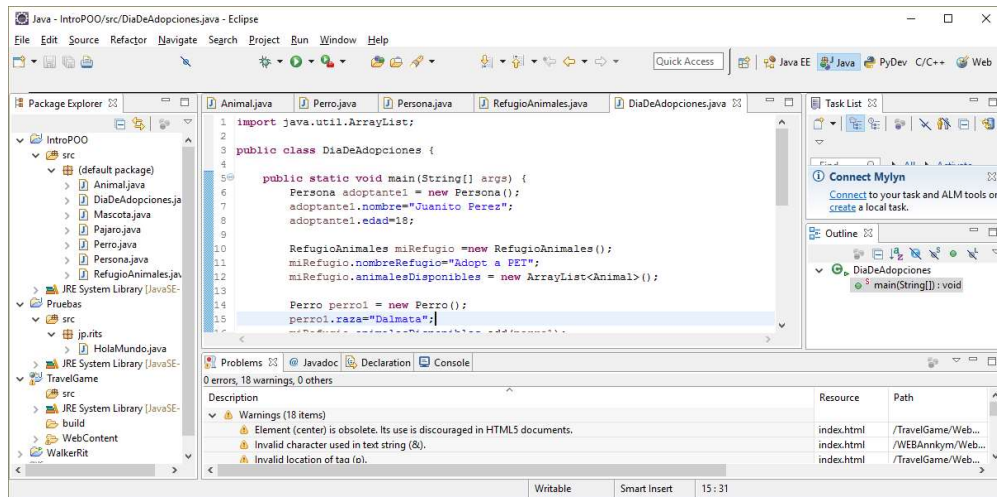 Java - IntroPOO/src/DiaDeAdopciones.java - Eclipse
File Edit Source Refactor Navigate Search Project Run Window Help
Quick Access
Java EE Java PyDev C/C++ Web
Package Explorer
IntroPOO
src
(default package)
Animal.java
DiaDeAdopciones.ja
Mascota.java
Pajaro.java
Perro.java
Persona.java
RefugioAnimales.jav
JRE System Library [JavaSE-
Pruebas
src
jp.rits
HolaMundo.java
JRE System Library [JavaSE-
TravelGame
src
JRE System Library [JavaSE-
build
WebContent
WalkerRit
Animal.java Perro.java Persona.java RefugioAnimales.java DiaDeAdopciones.java
1 import java.util.ArrayList;
2
3 public class DiaDeAdopciones {
4
5 public static void main(String[] args) {
6 Persona adoptante1 = new Persona();
7 adoptante1.nombre="Juanito Perez";
8 adoptante1.edad=18;
9
10 RefugioAnimales miRefugio =new RefugioAnimales();
11 miRefugio.nombreRefugio="Adopt a PET";
12 miRefugio.animalesDisponibles = new ArrayList<Animal>();
13
14 Perro perro1 = new Perro();
15 perro1.raza="Dalmata";
Task List
Connect Mylyn
Connect to your task and ALM tools or
create a local task.
Outline
DiaDeAdopciones
main(String[]) : void
Problems Javadoc Declaration Console
0 errors, 18 warnings, 0 others
Description Resource Path
Warnings (18 items)
Element (center) is obsolete. Its use is discouraged in HTML5 documents. index.html /TravelGame/Web...
Invalid character used in text string (&). index.html /WEBAnnkym/Web...
Invalid location of tag (p). index.html /TravelGame/Web...
Writable Smart Insert 15 : 31